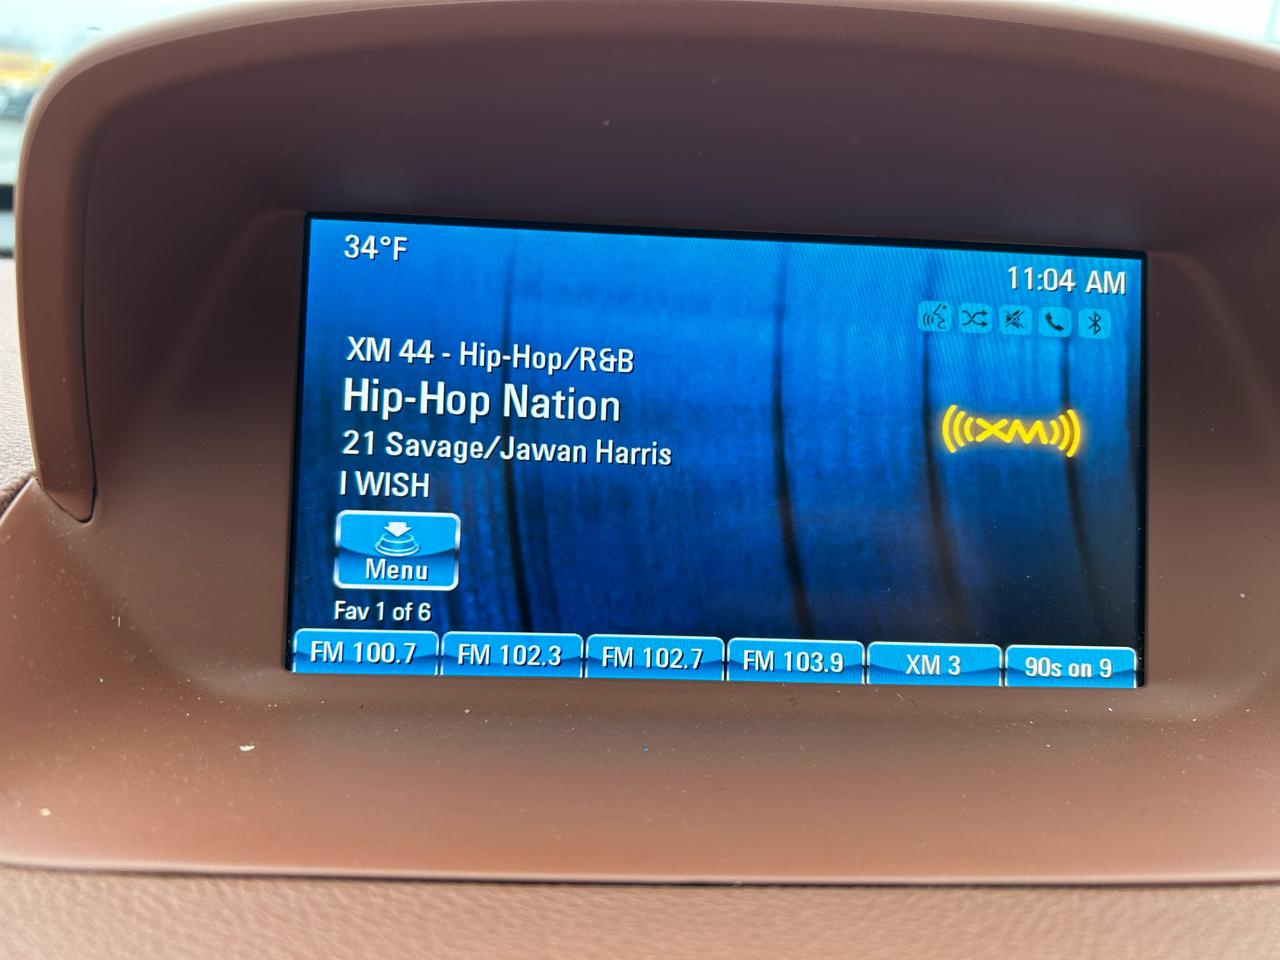 34°F
11:04 AM
XM 44 - Hip-Hop/R&B
Hip-Hop Nation
XM
21 Savage/Jawan Harris
I WISH
Menu
Fav 1 of 6
FM 100.7 FM 102.3 FM 102.7 FM 103.9 XM 3 90s on 9